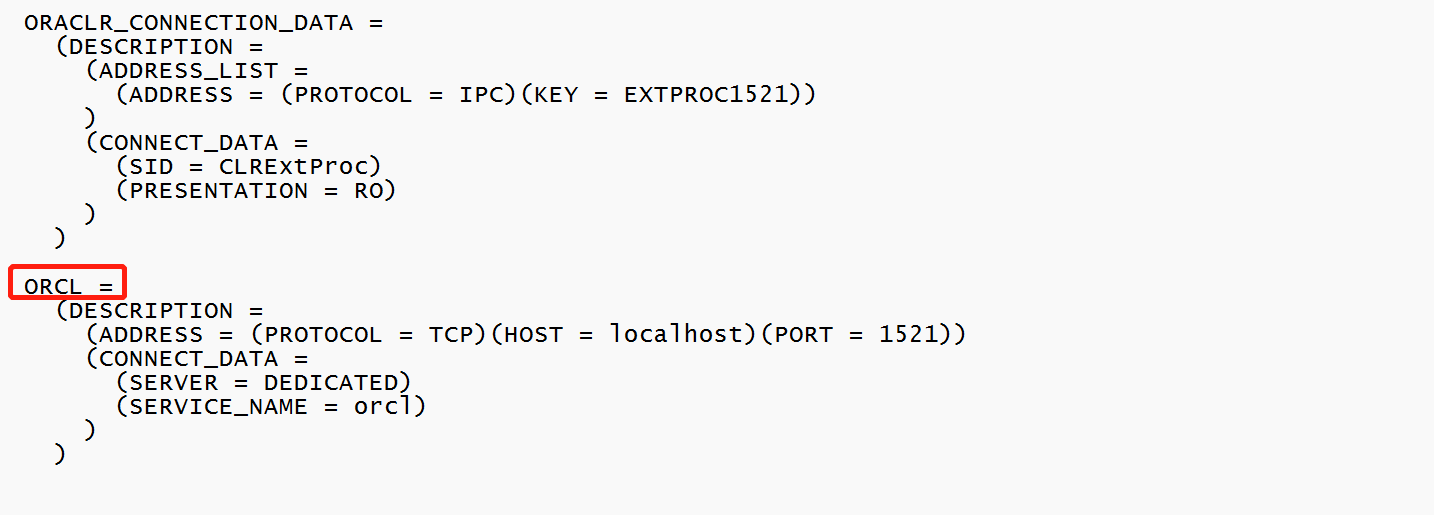 ORACLR_CONNECTION_DATA =
  (DESCRIPTION =
    (ADDRESS_LIST =
      (ADDRESS = (PROTOCOL = IPC)(KEY = EXTPROC1521))
    )
    (CONNECT_DATA =
      (SID = CLRExtProc)
      (PRESENTATION = RO)
    )
  )
ORCL =
  (DESCRIPTION =
    (ADDRESS = (PROTOCOL = TCP)(HOST = localhost)(PORT = 1521))
    (CONNECT_DATA =
      (SERVER = DEDICATED)
      (SERVICE_NAME = orcl)
    )
  )